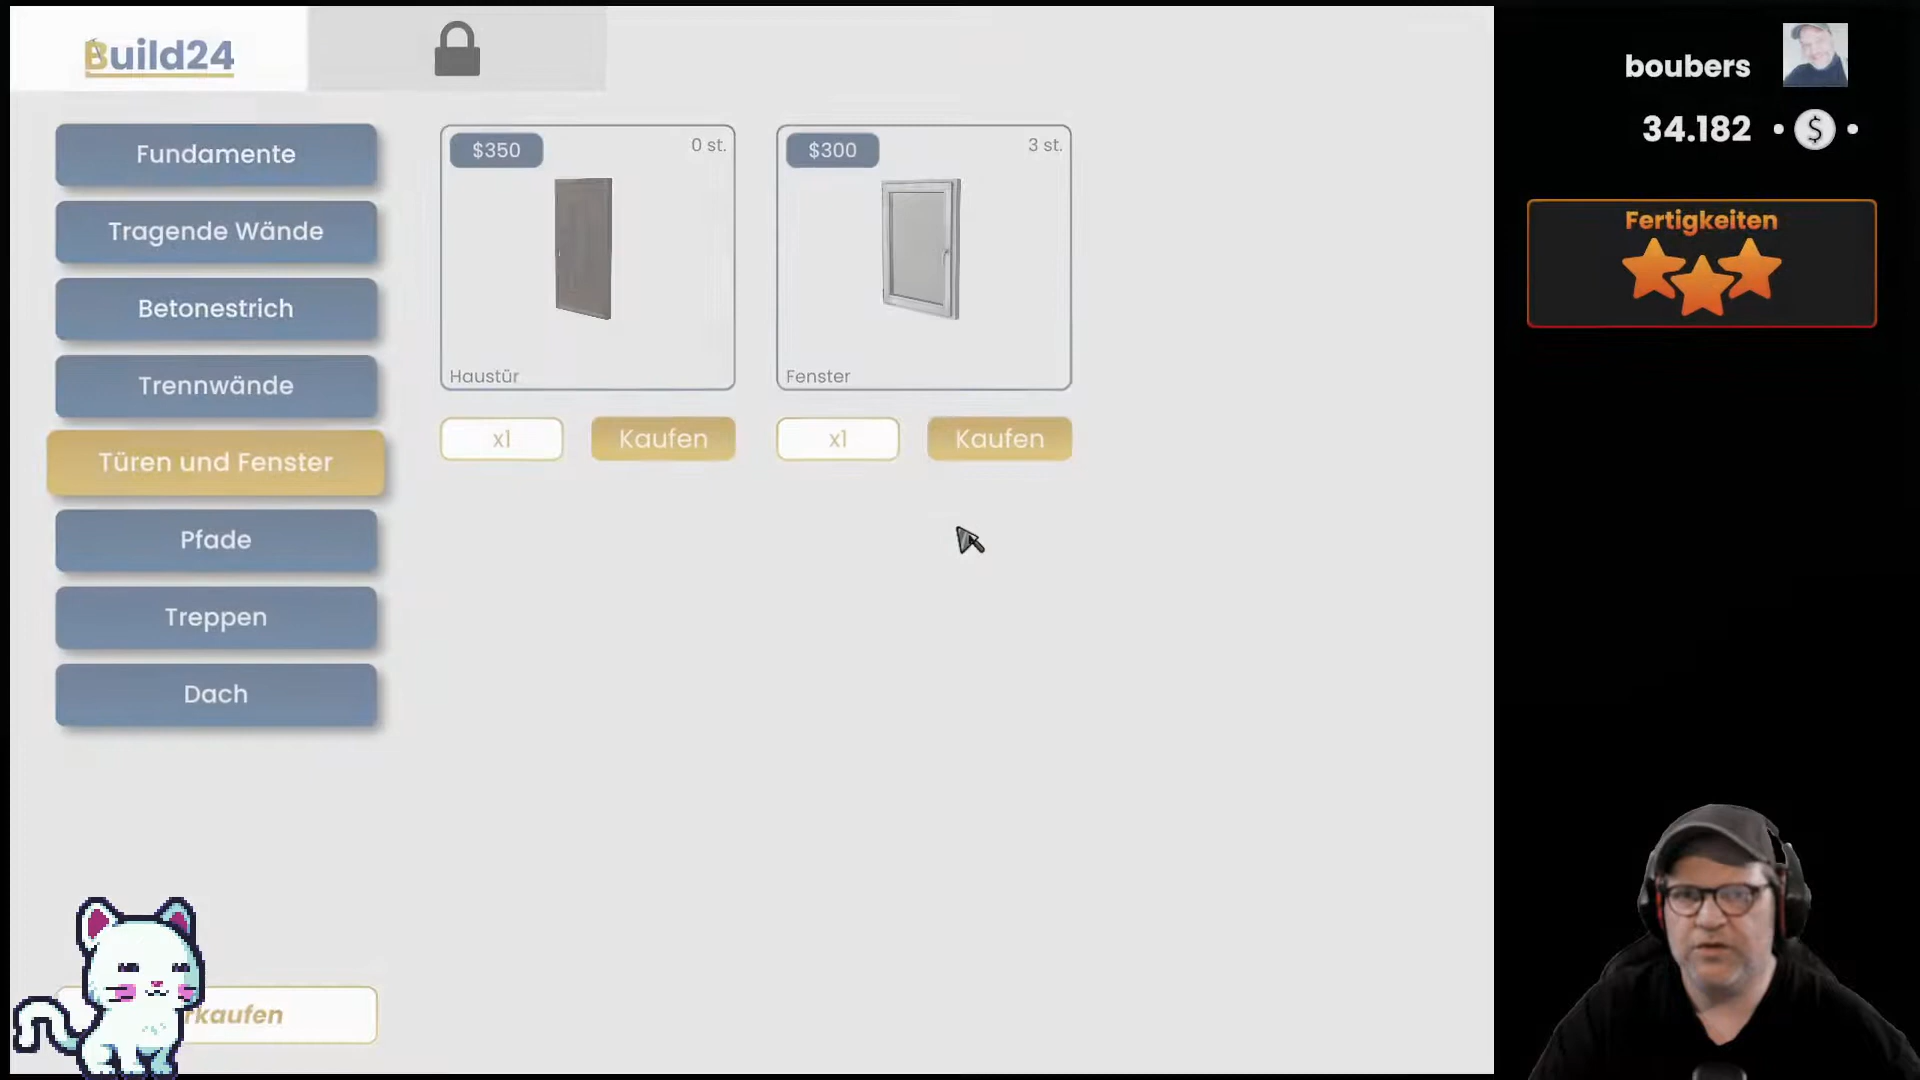 Build24
boubers
34.182
$
Fertigkeiten
Fundamente
Tragende Wände
Betonestrich
Trennwände
Türen und Fenster
Pfade
Treppen
Dach
$350
0 st.
Haustür
x1
Kaufen
$300
3 st.
Fenster
x1
Kaufen
rkaufen